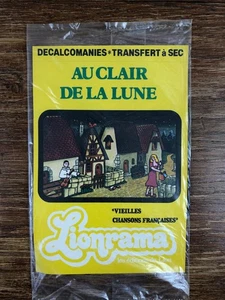 DECALCOMANIES • TRANSFERT à SEC
AU CLAIR
DE LA LUNE
"VIEILLES
CHANSONS FRANÇAISES"
Lionrama